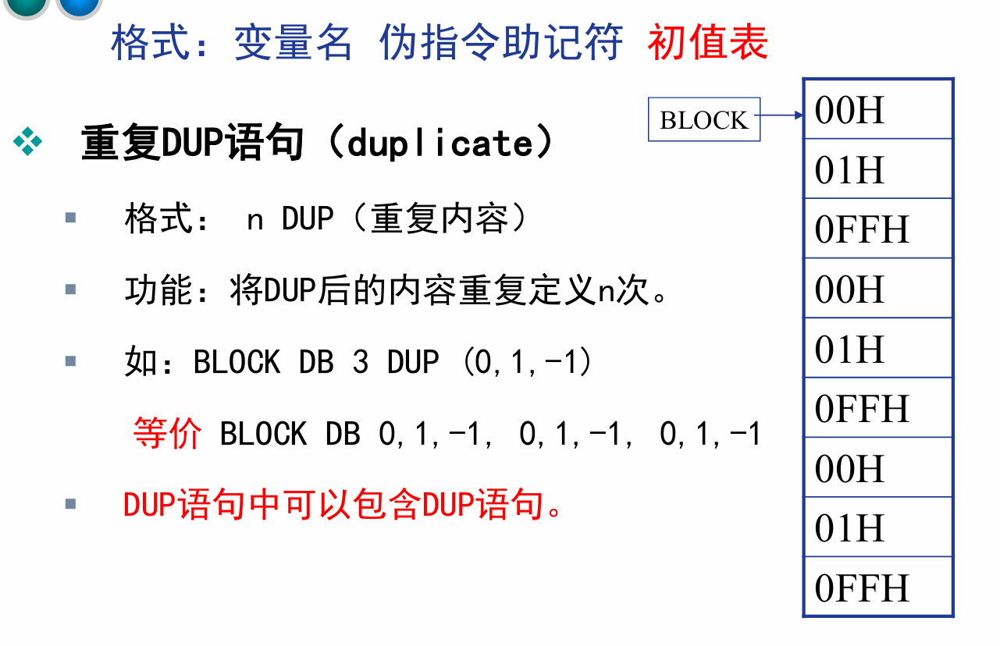 格式：变量名 伪指令助记符 初值表
重复DUP语句（duplicate）
格式： n DUP（重复内容）
功能：将DUP后的内容重复定义n次。
如：BLOCK DB 3 DUP (0,1,-1)
等价 BLOCK DB 0,1,-1, 0,1,-1, 0,1,-1
DUP语句中可以包含DUP语句。
BLOCK
00H
01H
0FFH
00H
01H
0FFH
00H
01H
0FFH